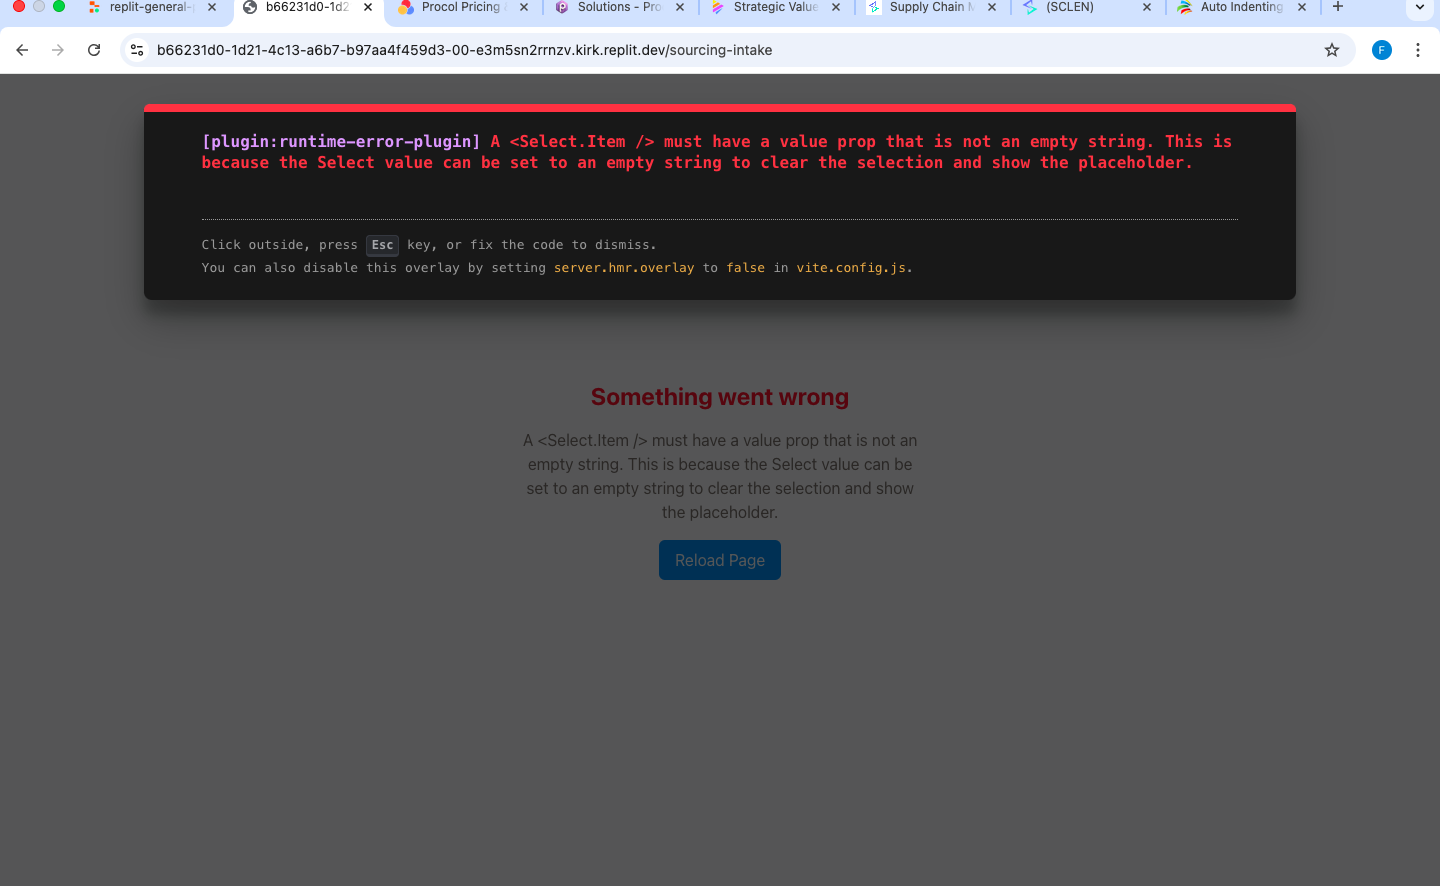 replit-general-
b66231d0-1d2
Procol Pricing
Solutions - Pro
Strategic Value
Supply Chain M
(SCLEN)
Auto Indenting
b66231d0-1d21-4c13-a6b7-b97aa4f459d3-00-e3m5sn2rrnzv.kirk.replit.dev/sourcing-intake
F
[plugin:runtime-error-plugin] A <Select.Item /> must have a value prop that is not an empty string. This is
because the Select value can be set to an empty string to clear the selection and show the placeholder.
Click outside, press Esc key, or fix the code to dismiss.
You can also disable this overlay by setting server.hmr.overlay to false in vite.config.js.
Something went wrong
A <Select.Item /> must have a value prop that is not an
empty string. This is because the Select value can be
set to an empty string to clear the selection and show
the placeholder.
Reload Page